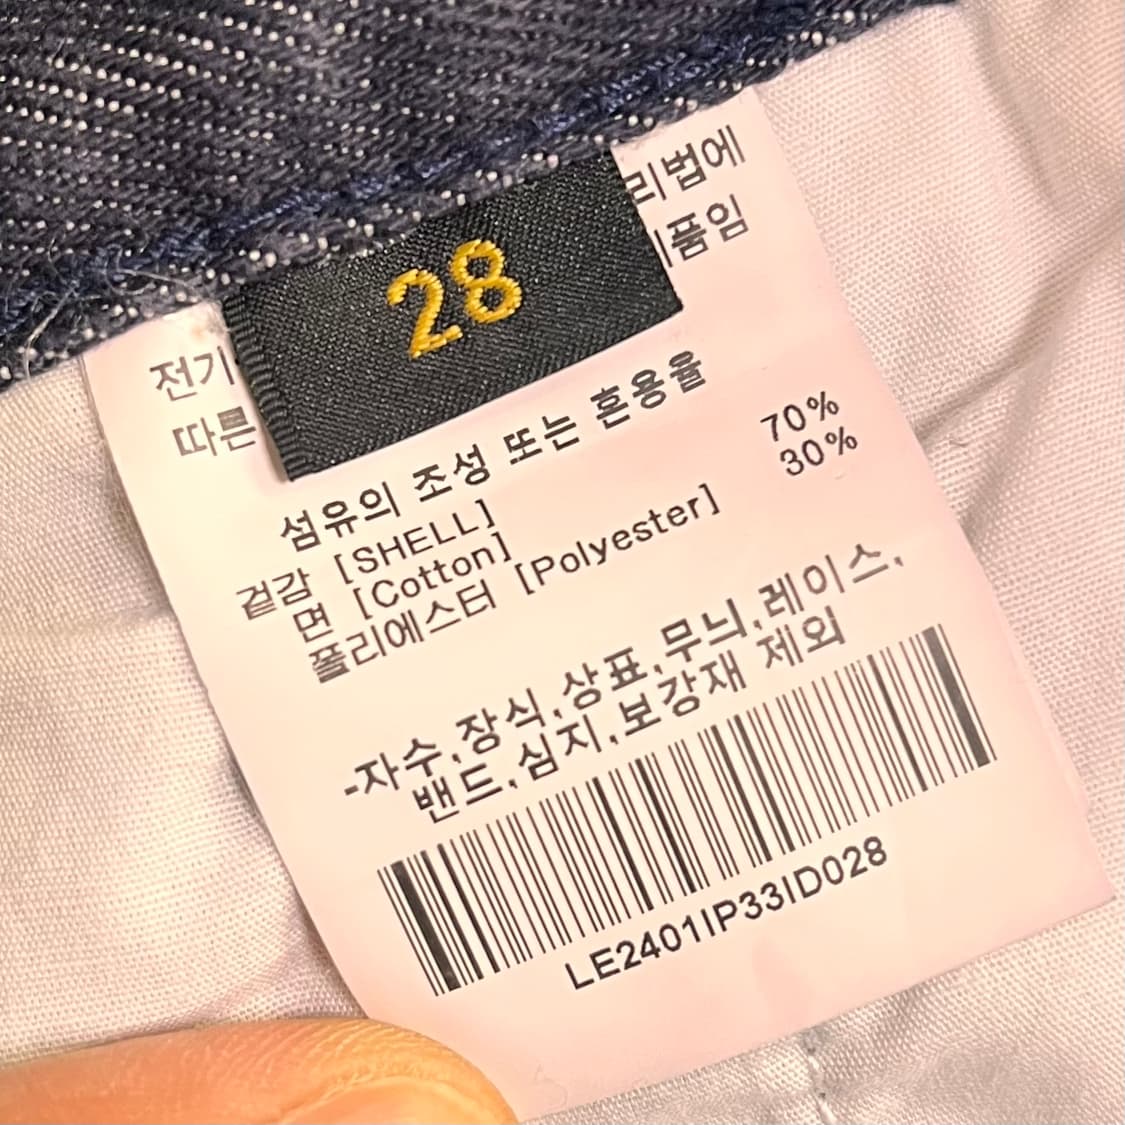 28
리법에
품임
전기
따른
섬유의 조성 또는 혼용율
겉감 [SHELL]
면 [Cotton] 70%
폴리에스터 [Polyester] 30%
-자수,장식,상표,무늬,레이스,
밴드,심지,보강재 제외
LE2401IP33ID028